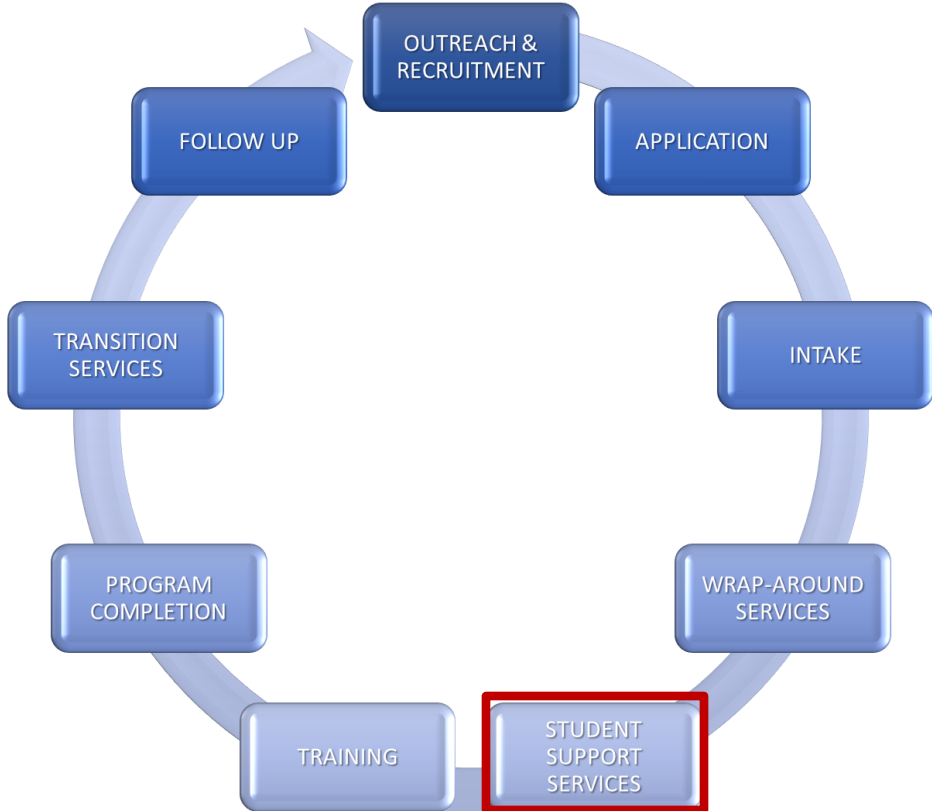 OUTREACH &
RECRUITMENT
APPLICATION
INTAKE
WRAP-AROUND
SERVICES
STUDENT
SUPPORT
SERVICES
TRAINING
PROGRAM
COMPLETION
TRANSITION
SERVICES
FOLLOW UP